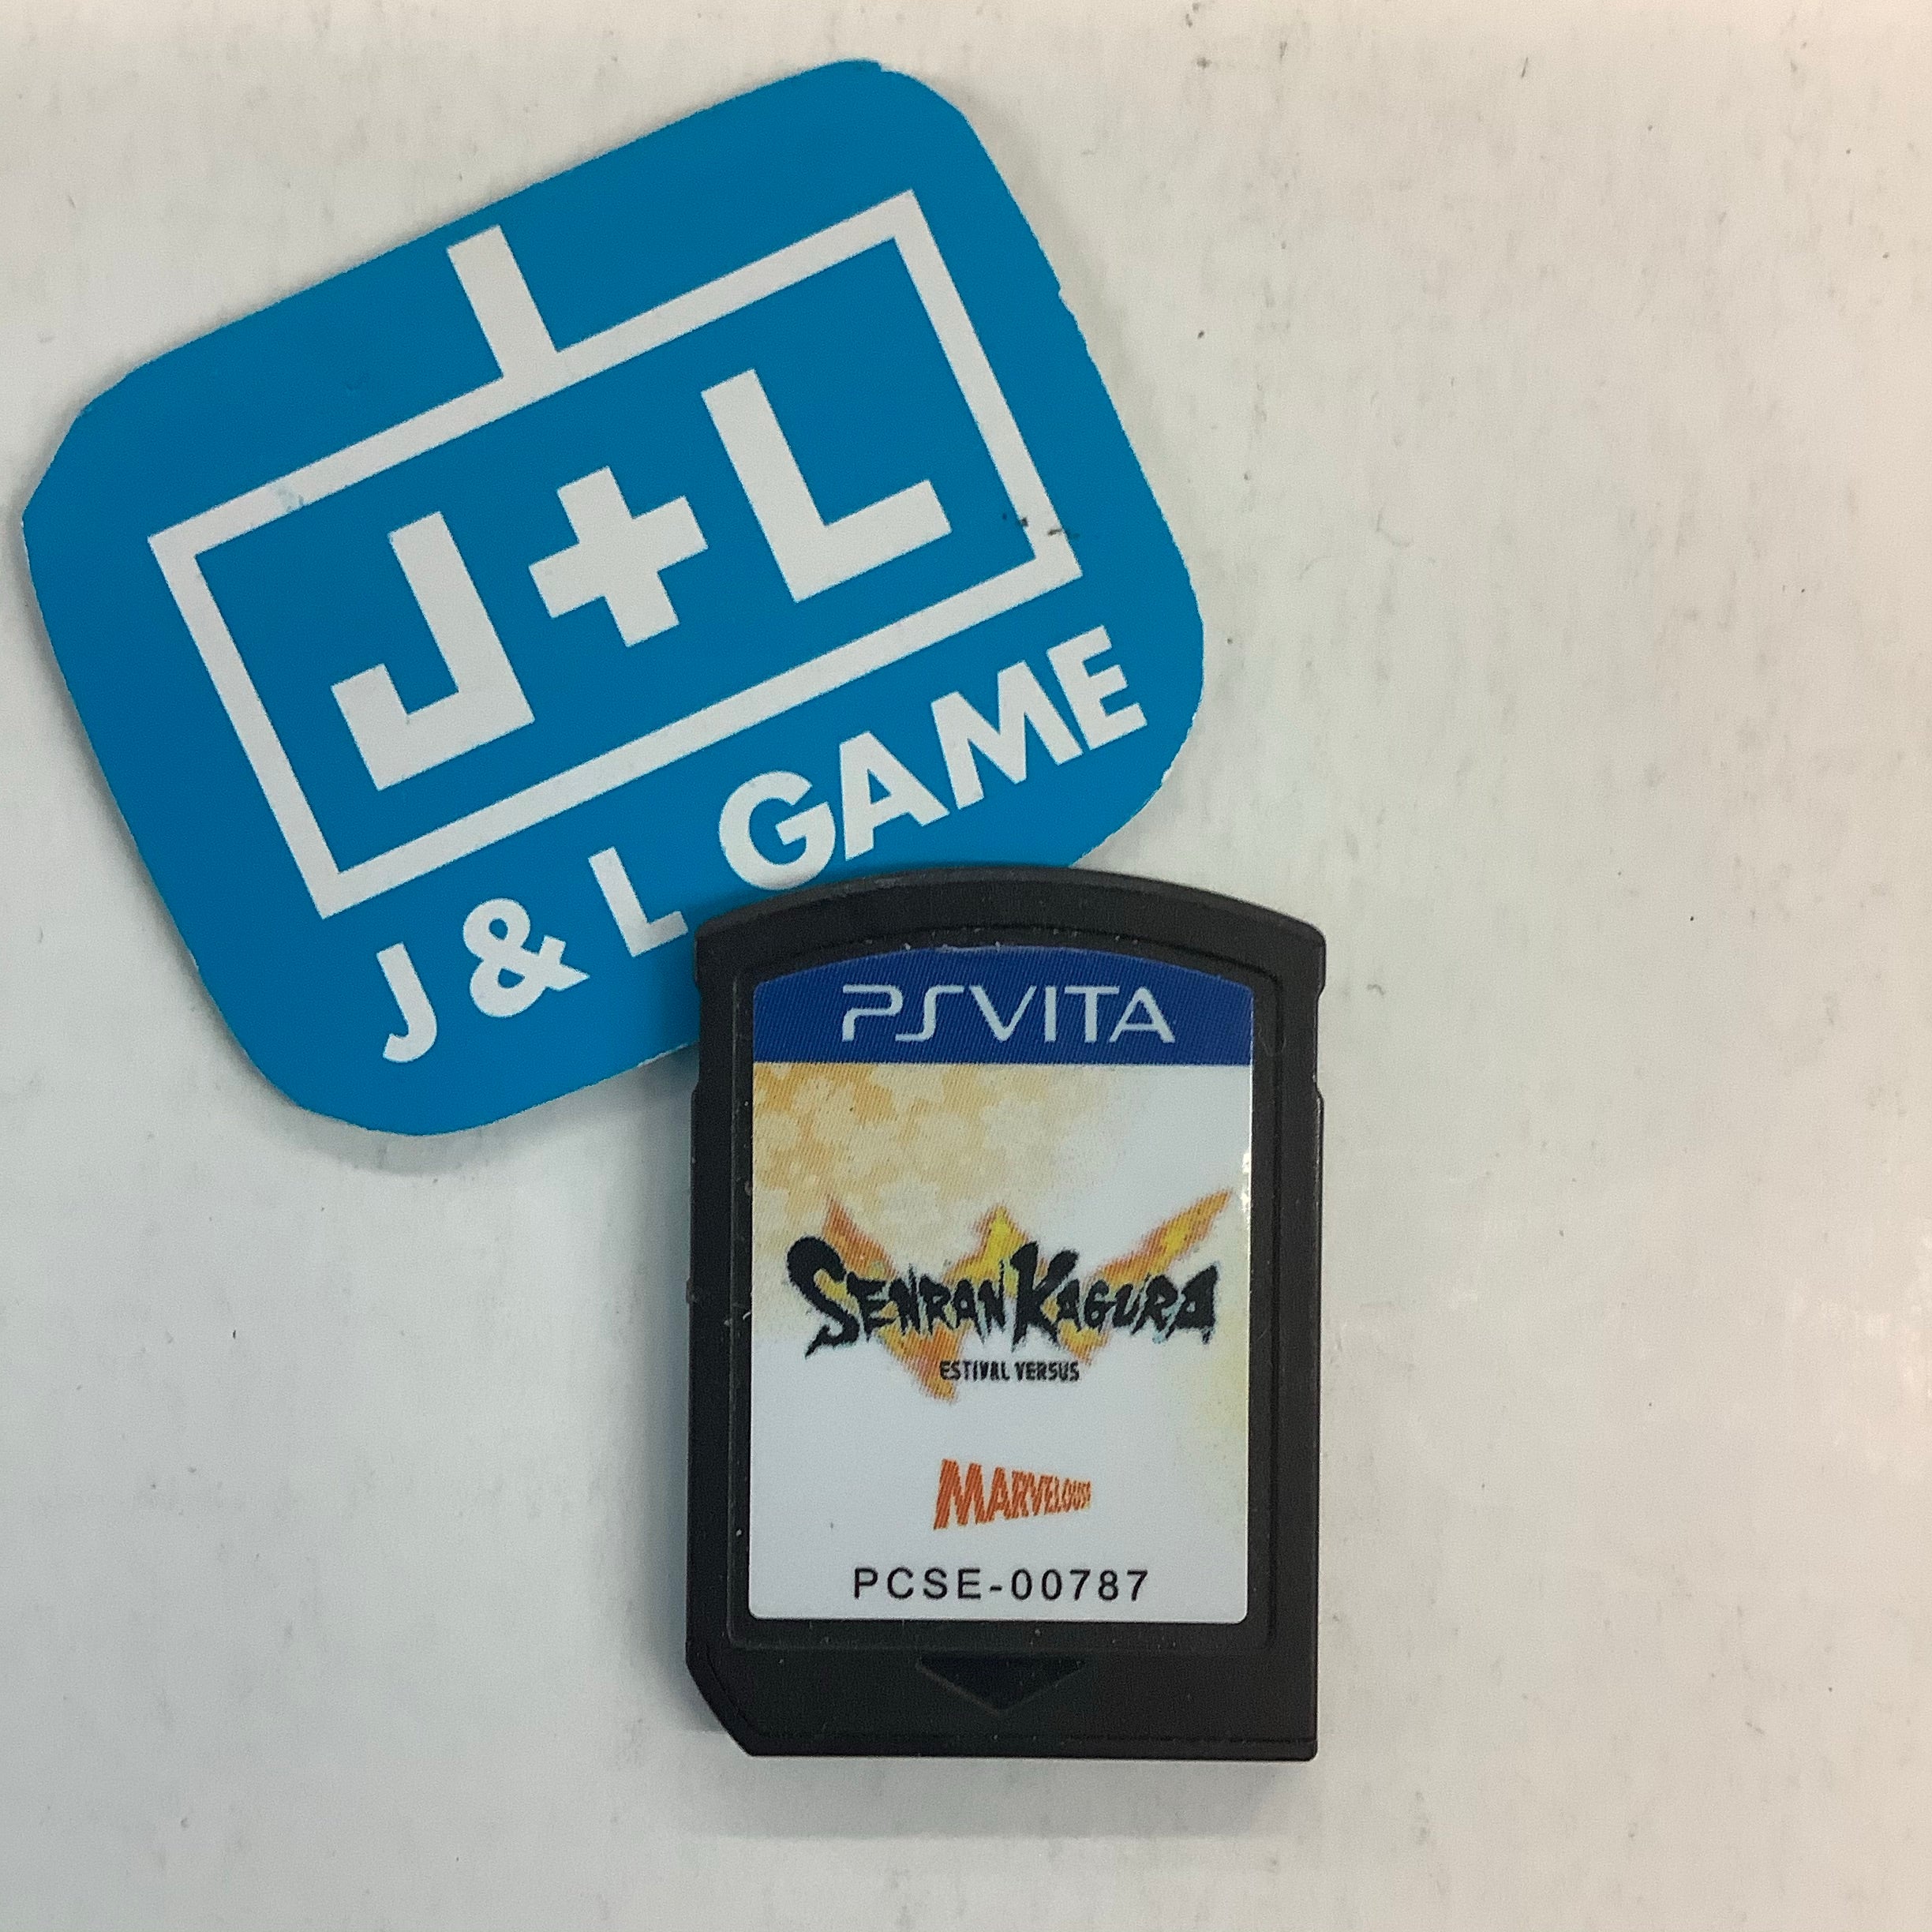 J+L
J & L GAME
PSVITA
SENRAN KAGURA
ESTIVAL VERSUS
MARVELOUS!
PCSE-00787